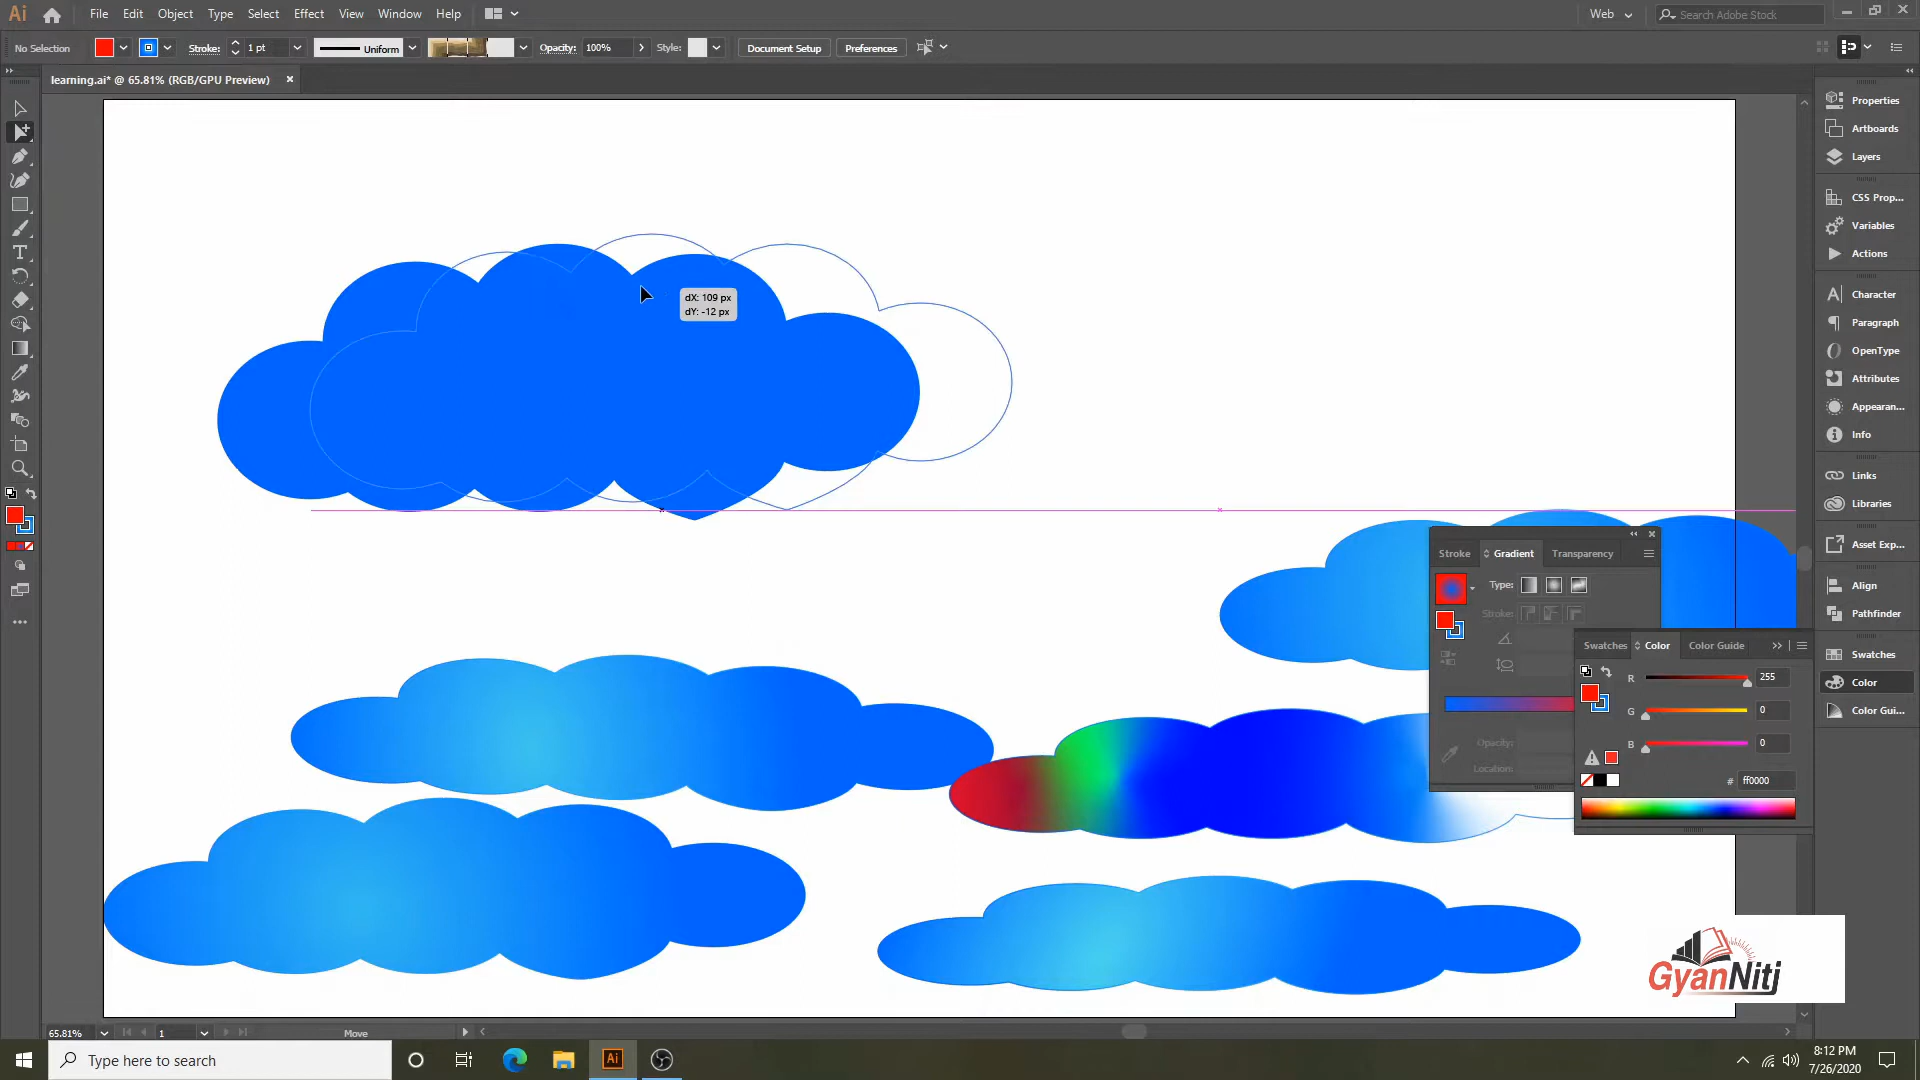 Ai File Edit Object Type Select Effect View Window Help Web Search Adobe Stock
No Selection Stroke: 1 pt Uniform Opacity: 100% Style: Document Setup Preferences
learning.ai* @ 65.81% (RGB/GPU Preview)
Properties
Artboards
Layers
CSS Prop...
Variables
Actions
Character
Paragraph
OpenType
Attributes
Appearan...
Info
Links
Libraries
Asset Exp...
Align
Pathfinder
Swatches
Color
Color Gui...
dX: 109 px
dY: -12 px
Stroke Gradient Transparency
Type:
Stroke:
Opacity:
Location:
Swatches Color Color Guide
R 255
G 0
B 0
# ff0000
GyanNitj
65.81% 1 Move
Type here to search
Ai
8:12 PM
7/26/2020